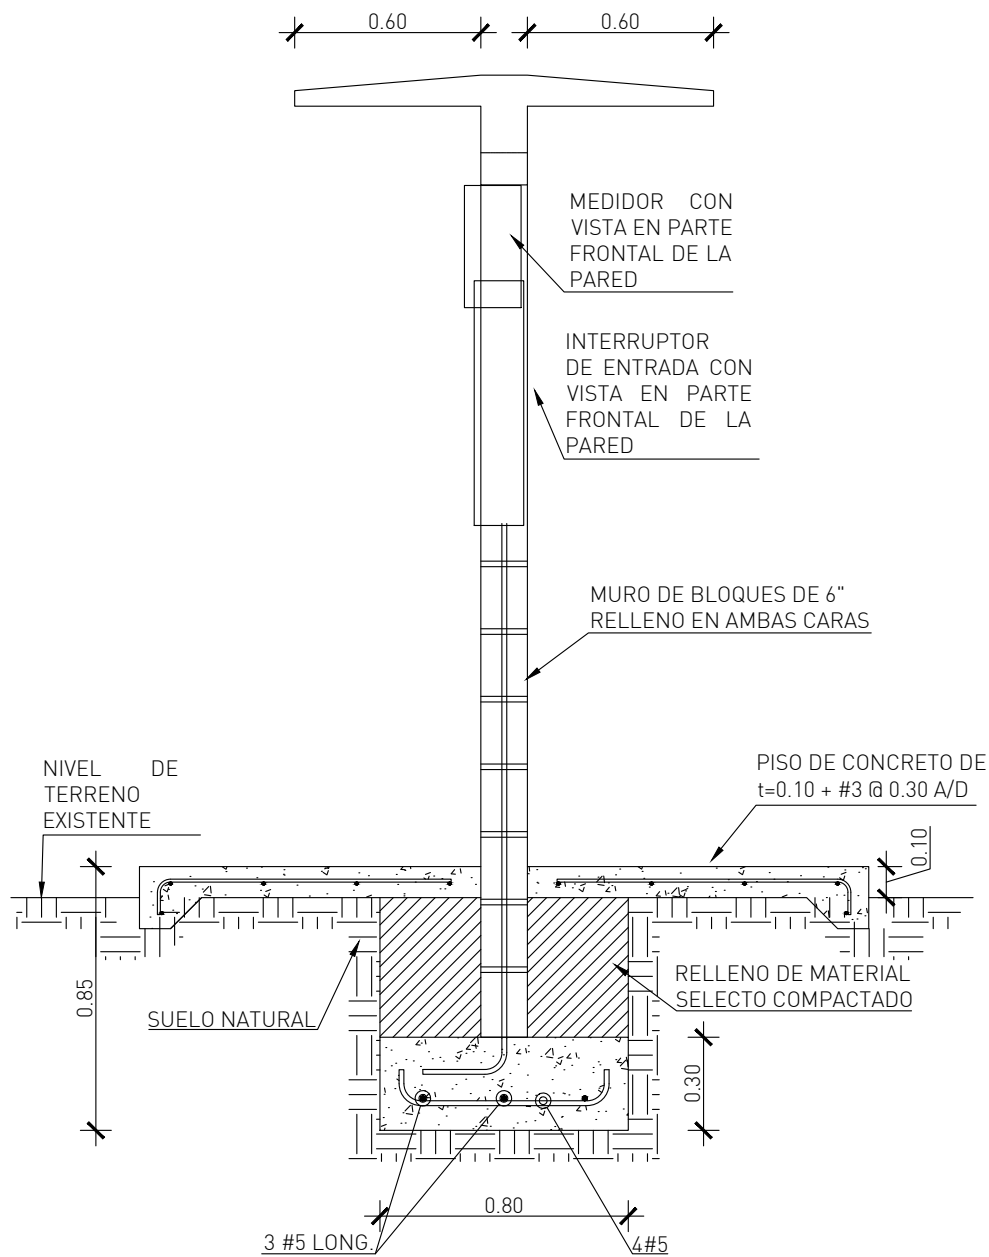 0.60
0.60
MEDIDOR CON
VISTA EN PARTE
FRONTAL DE LA
PARED
INTERRUPTOR
DE ENTRADA CON
VISTA EN PARTE
FRONTAL DE LA
PARED
MURO DE BLOQUES DE 6"
RELLENO EN AMBAS CARAS
NIVEL DE
TERRENO
EXISTENTE
PISO DE CONCRETO DE
t=0.10 + #3 @ 0.30 A/D
0.10
0.85
SUELO NATURAL
RELLENO DE MATERIAL
SELECTO COMPACTADO
0.30
0.80
3 #5 LONG.
4#5